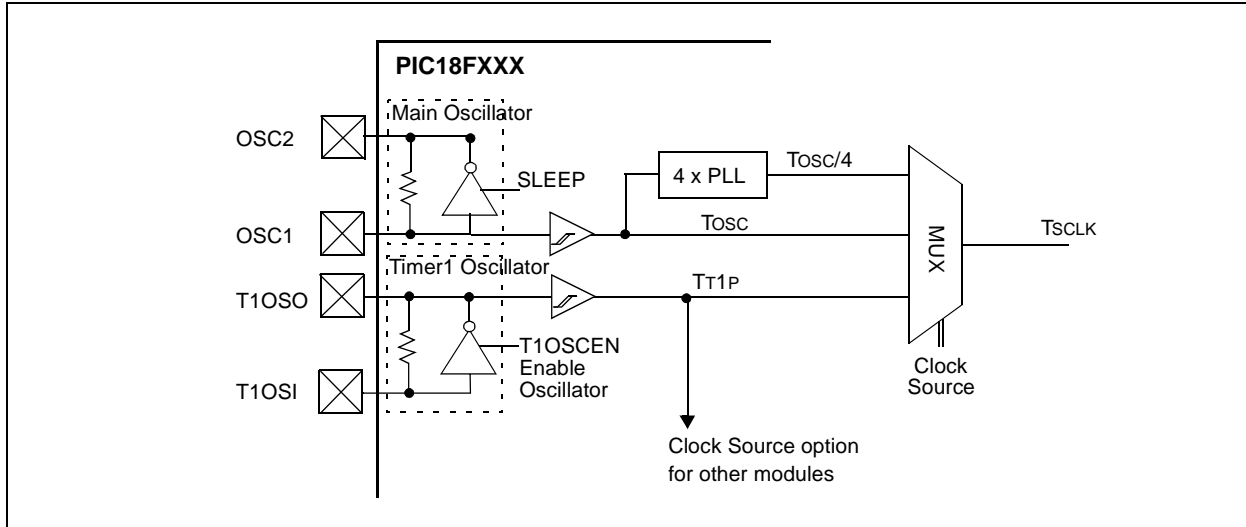 PIC18FXXX
Main Oscillator
OSC2
SLEEP
4 x PLL
TOSC/4
OSC1
TOSC
TSCLK
MUX
Timer1 Oscillator
T1OSO
TT1P
T1OSCEN
Enable
Oscillator
T1OSI
Clock
Source
Clock Source option
for other modules